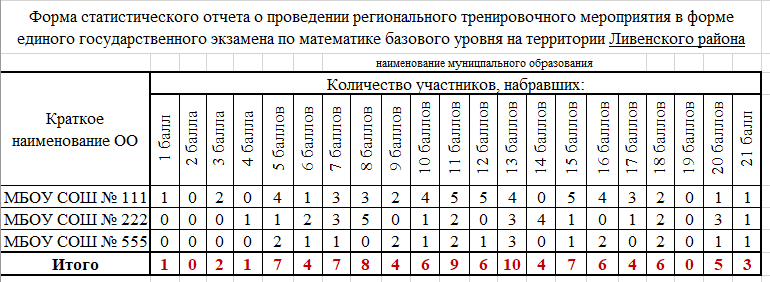 Форма статистического отчета о проведении регионального тренировочного мероприятия в форме
единого государственного экзамена по математике базового уровня на территории Ливенского района
наименование муниципального образования
Краткое наименование ОО
Количество участников, набравших:
1 балл 2 балла 3 балла 4 балла 5 баллов 6 баллов 7 баллов 8 баллов 9 баллов 10 баллов 11 баллов 12 баллов 13 баллов 14 баллов 15 баллов 16 баллов 17 баллов 18 баллов 19 баллов 20 баллов 21 балл
МБОУ СОШ № 111 1 0 2 0 4 1 3 3 2 4 5 5 4 0 5 4 3 2 0 1 1
МБОУ СОШ № 222 0 0 0 1 1 2 3 5 0 1 2 0 3 4 1 0 1 2 0 3 1
МБОУ СОШ № 555 0 0 0 0 2 1 1 0 2 1 2 1 3 0 1 2 0 2 0 1 1
Итого 1 0 2 1 7 4 7 8 4 6 9 6 10 4 7 6 4 6 0 5 3